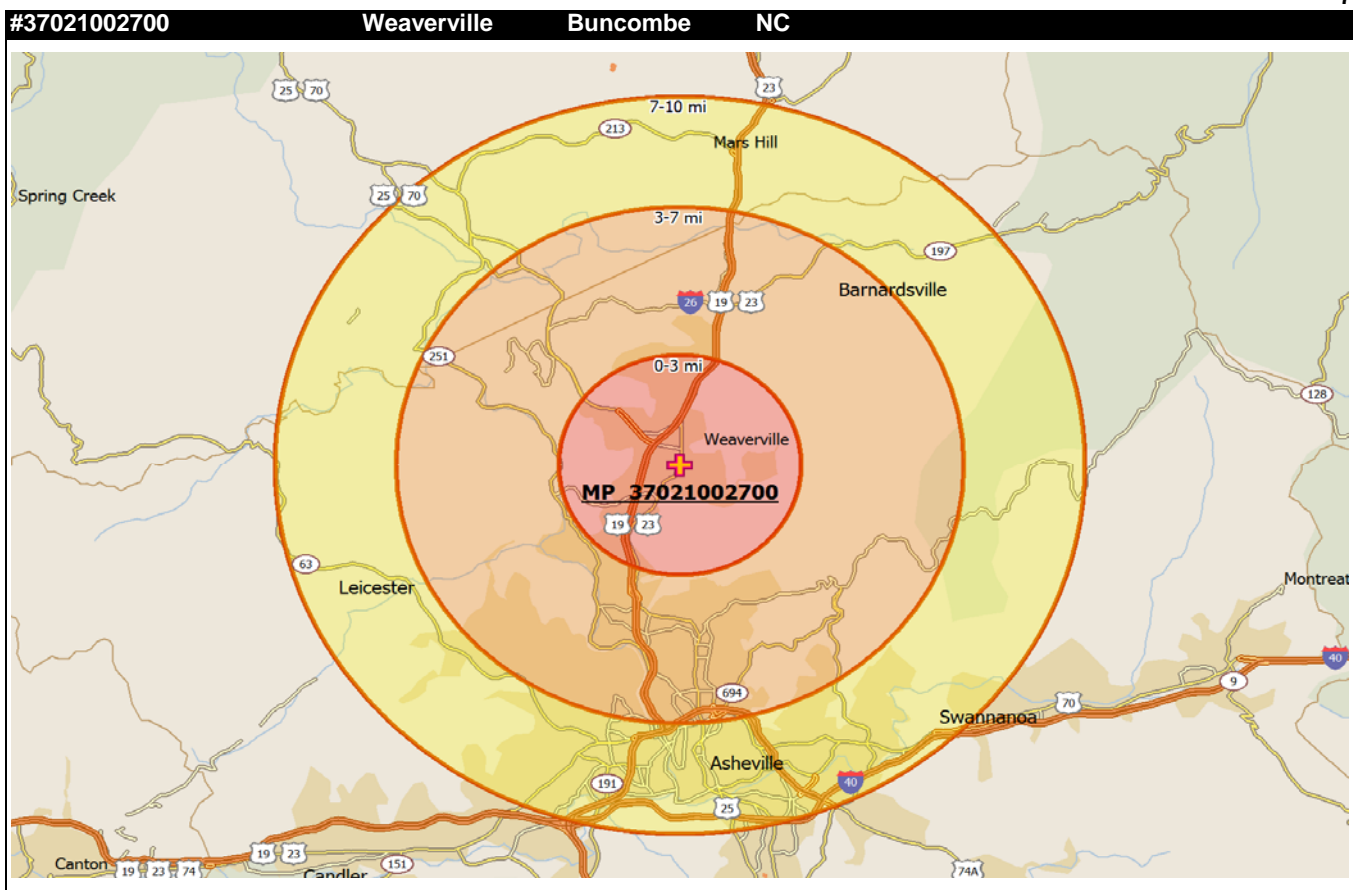 #37021002700 Weaverville Buncombe NC
23
25 70
7-10 mi
213
Mars Hill
Spring Creek
25 70
3-7 mi
197
Barnardsville
26 19 23
251
0-3 mi
128
Weaverville
MP 37021002700
19 23
63
Leicester
Montreat
40
694
9
70
Swannanoa
Asheville
191
40
25
19 23
Canton
19 23 74
151
Candler
74A